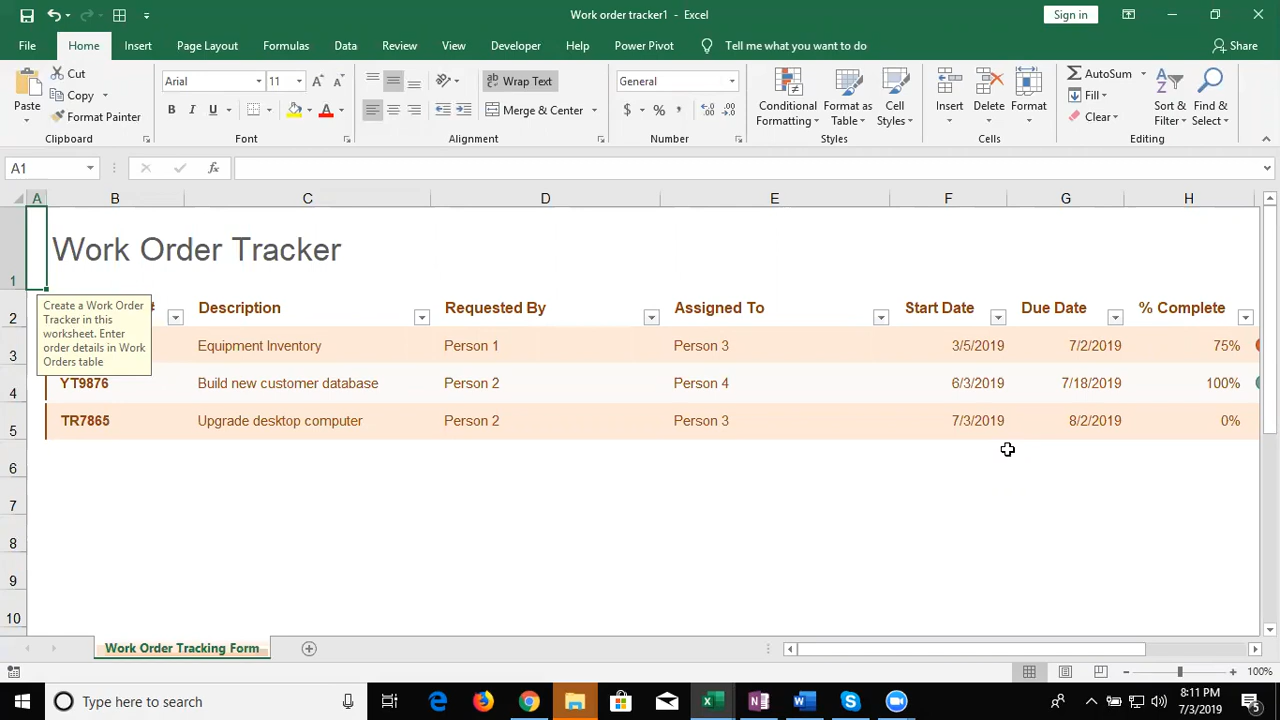 Work order tracker1 - Excel
Sign in
File Home Insert Page Layout Formulas Data Review View Developer Help Power Pivot Tell me what you want to do Share
Paste
Cut
Copy
Format Painter
Clipboard
Arial 11
B I U
Font
Wrap Text
Merge & Center
Alignment
General
$ % ,
Number
Conditional Formatting
Format as Table
Cell Styles
Styles
Insert Delete Format
Cells
AutoSum
Fill
Clear
Sort & Filter
Find & Select
Editing
A1
fx
A B C D E F G H
1 Work Order Tracker
2 # Description Requested By Assigned To Start Date Due Date % Complete
Create a Work Order
Tracker in this
worksheet. Enter
order details in Work
Orders table
3 Equipment Inventory Person 1 Person 3 3/5/2019 7/2/2019 75%
4 YT9876 Build new customer database Person 2 Person 4 6/3/2019 7/18/2019 100%
5 TR7865 Upgrade desktop computer Person 2 Person 3 7/3/2019 8/2/2019 0%
6
7
8
9
10
Work Order Tracking Form
100%
Type here to search
8:11 PM
7/3/2019
5